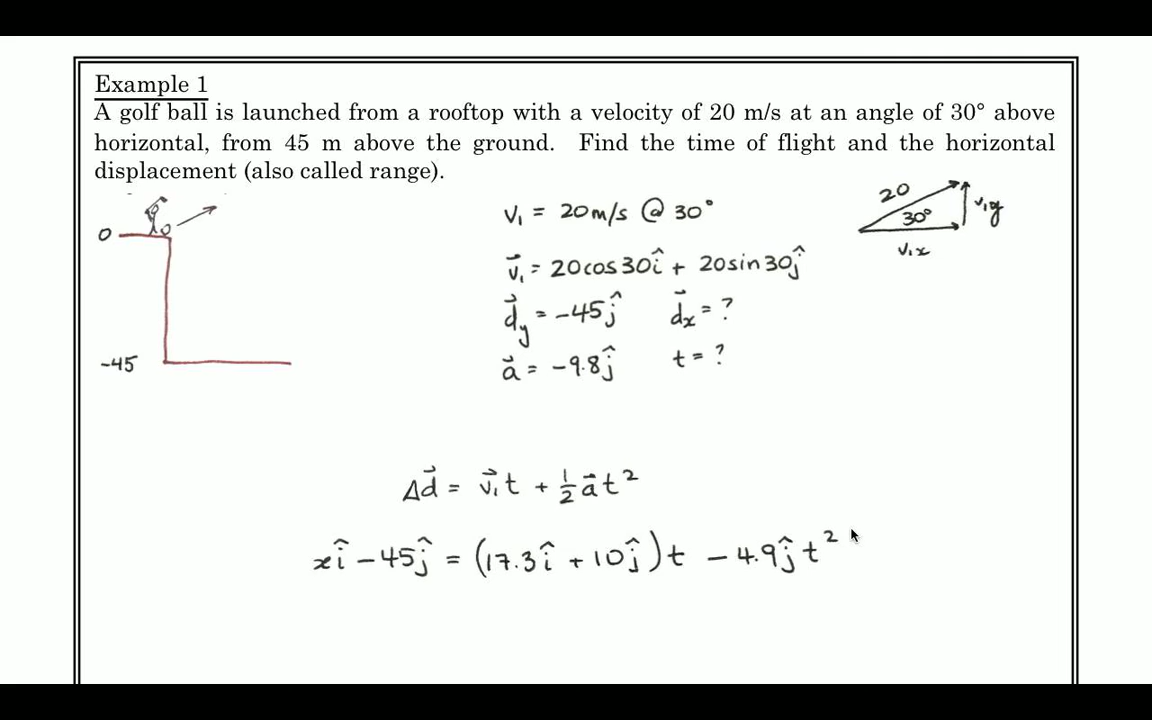 Example 1
A golf ball is launched from a rooftop with a velocity of 20 m/s at an angle of 30° above
horizontal, from 45 m above the ground. Find the time of flight and the horizontal
displacement (also called range).
0
-45
v₁ = 20m/s @ 30°
v⃗₁ = 20cos30î + 20sin30ĵ
d⃗y = -45ĵ d⃗x = ?
a⃗ = -9.8ĵ t = ?
20
30°
v₁y
v₁x
Δd⃗ = v⃗₁t + ½a⃗t²
xî - 45ĵ = (17.3î + 10ĵ)t - 4.9ĵt²